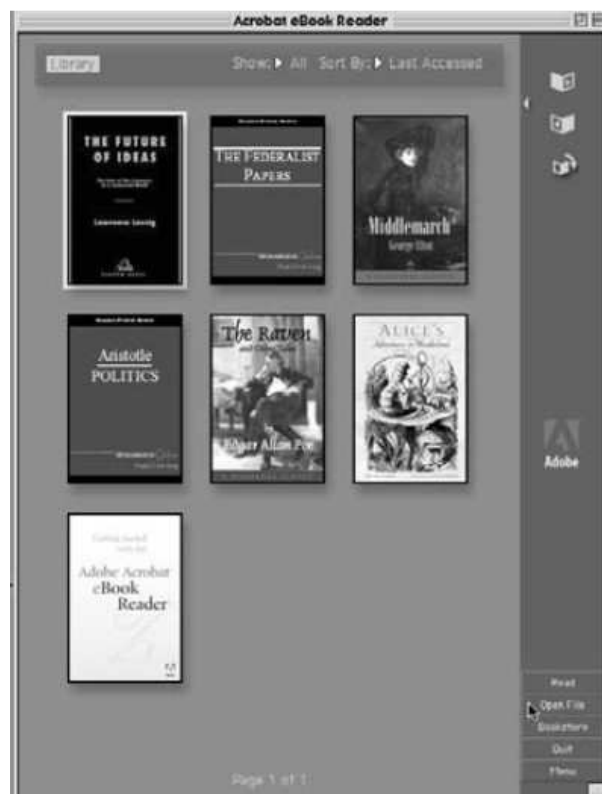 Acrobat eBook Reader
Library
Show: All Sort By: Last Accessed
THE FUTURE
OF IDEAS
Lawrence Lessig
THE FEDERALIST
PAPERS
Middlemarch
George Eliot
Aristotle
POLITICS
The Raven
Edgar Allan Poe
ALICE'S
Adventures in Wonderland
Adobe
Adobe Acrobat
eBook
Reader
Read
Open File
Bookstore
Quit
Menu
Page 1 of 1